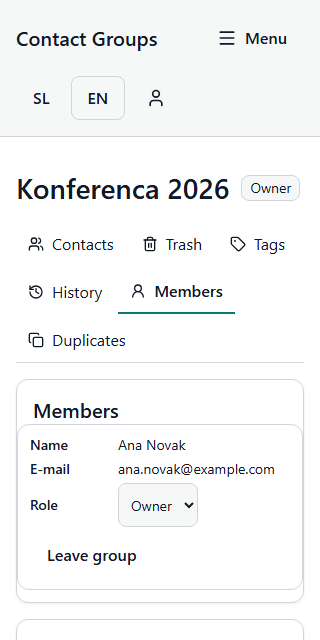 Contact Groups
Menu
SL
EN
Konferenca 2026
Owner
Contacts
Trash
Tags
History
Members
Duplicates
Members
Name Ana Novak
E-mail ana.novak@example.com
Role Owner
Leave group